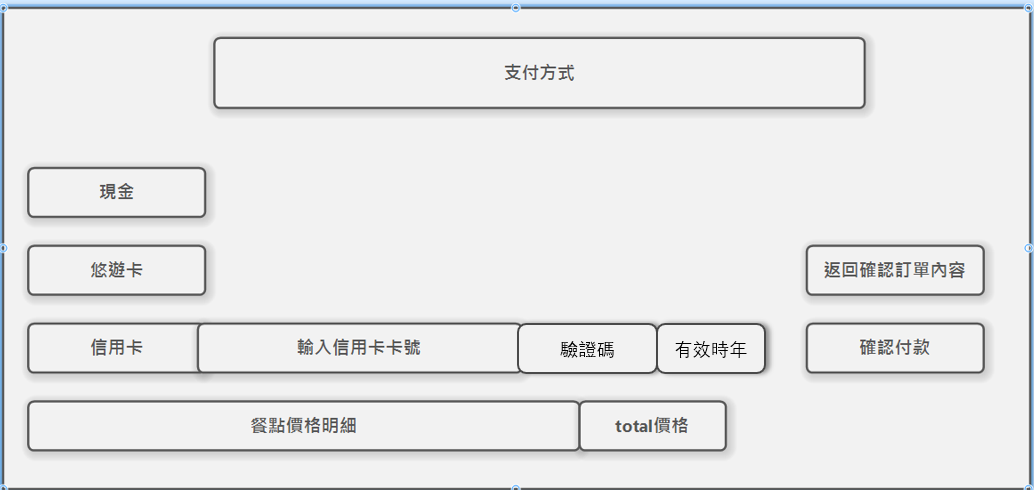 支付方式
現金
悠遊卡
返回確認訂單內容
信用卡
輸入信用卡卡號
驗證碼
有效時年
確認付款
餐點價格明細
total價格